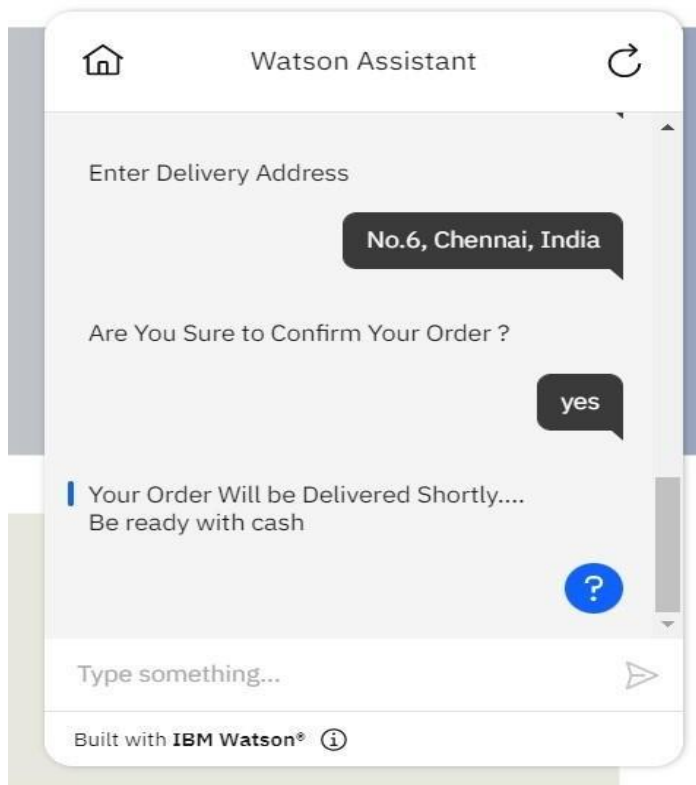 Watson Assistant
Enter Delivery Address
No.6, Chennai, India
Are You Sure to Confirm Your Order ?
yes
Your Order Will be Delivered Shortly....
Be ready with cash
?
Type something...
Built with IBM Watson®